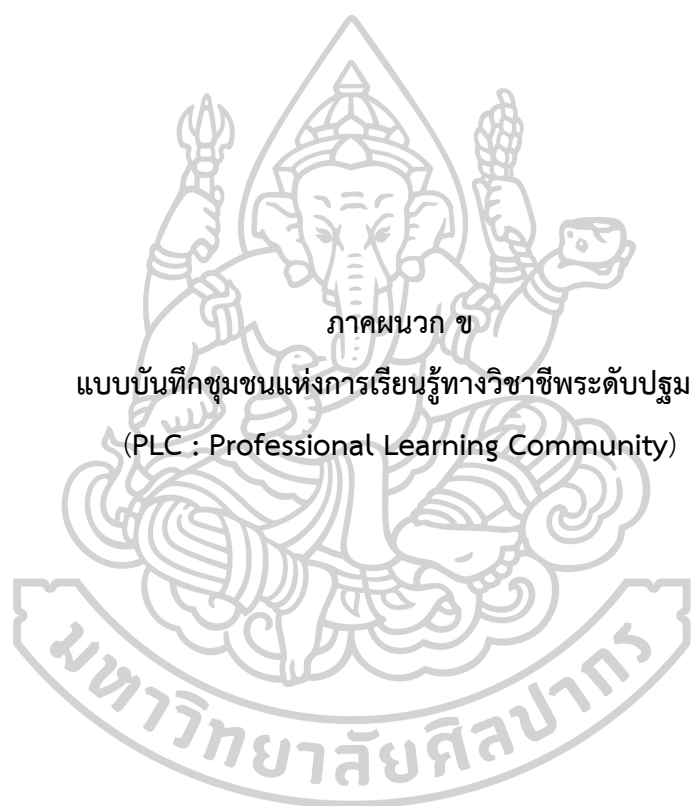 ภาคผนวก ข
แบบบันทึกชุมชนแห่งการเรียนรู้ทางวิชาชีพระดับปฐม
(PLC : Professional Learning Community)
มหาวิทยาลัยศิลปากร